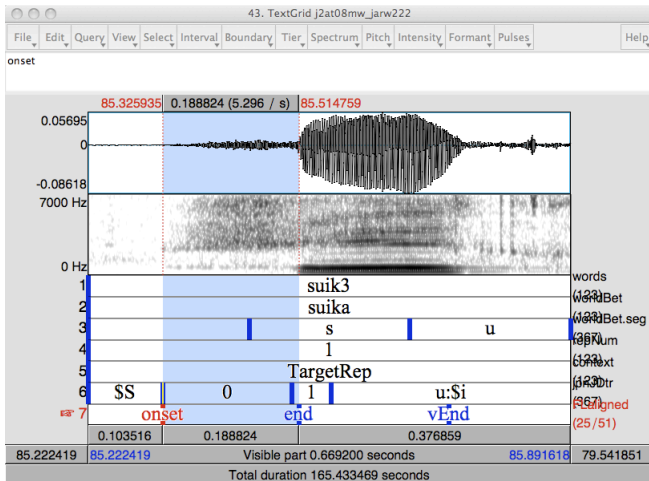 43. TextGrid j2at08mw_jarw222
File Edit Query View Select Interval Boundary Tier Spectrum Pitch Intensity Formant Pulses Help
onset
85.325935 0.188824 (5.296 / s) 85.514759
0.05695
0
-0.08618
7000 Hz
0 Hz
1 suik3 words
(123)
2 suika worldBet
(123)
3 s u worldBet.seg
(367)
4 1 repNum
(123)
5 TargetRep context
(123)
6 $S 0 1 u:$i
(367)
7 onset end vEnd
(25/51)
0.103516 0.188824 0.376859
85.222419 85.222419 Visible part 0.669200 seconds 85.891618 79.541851
Total duration 165.433469 seconds